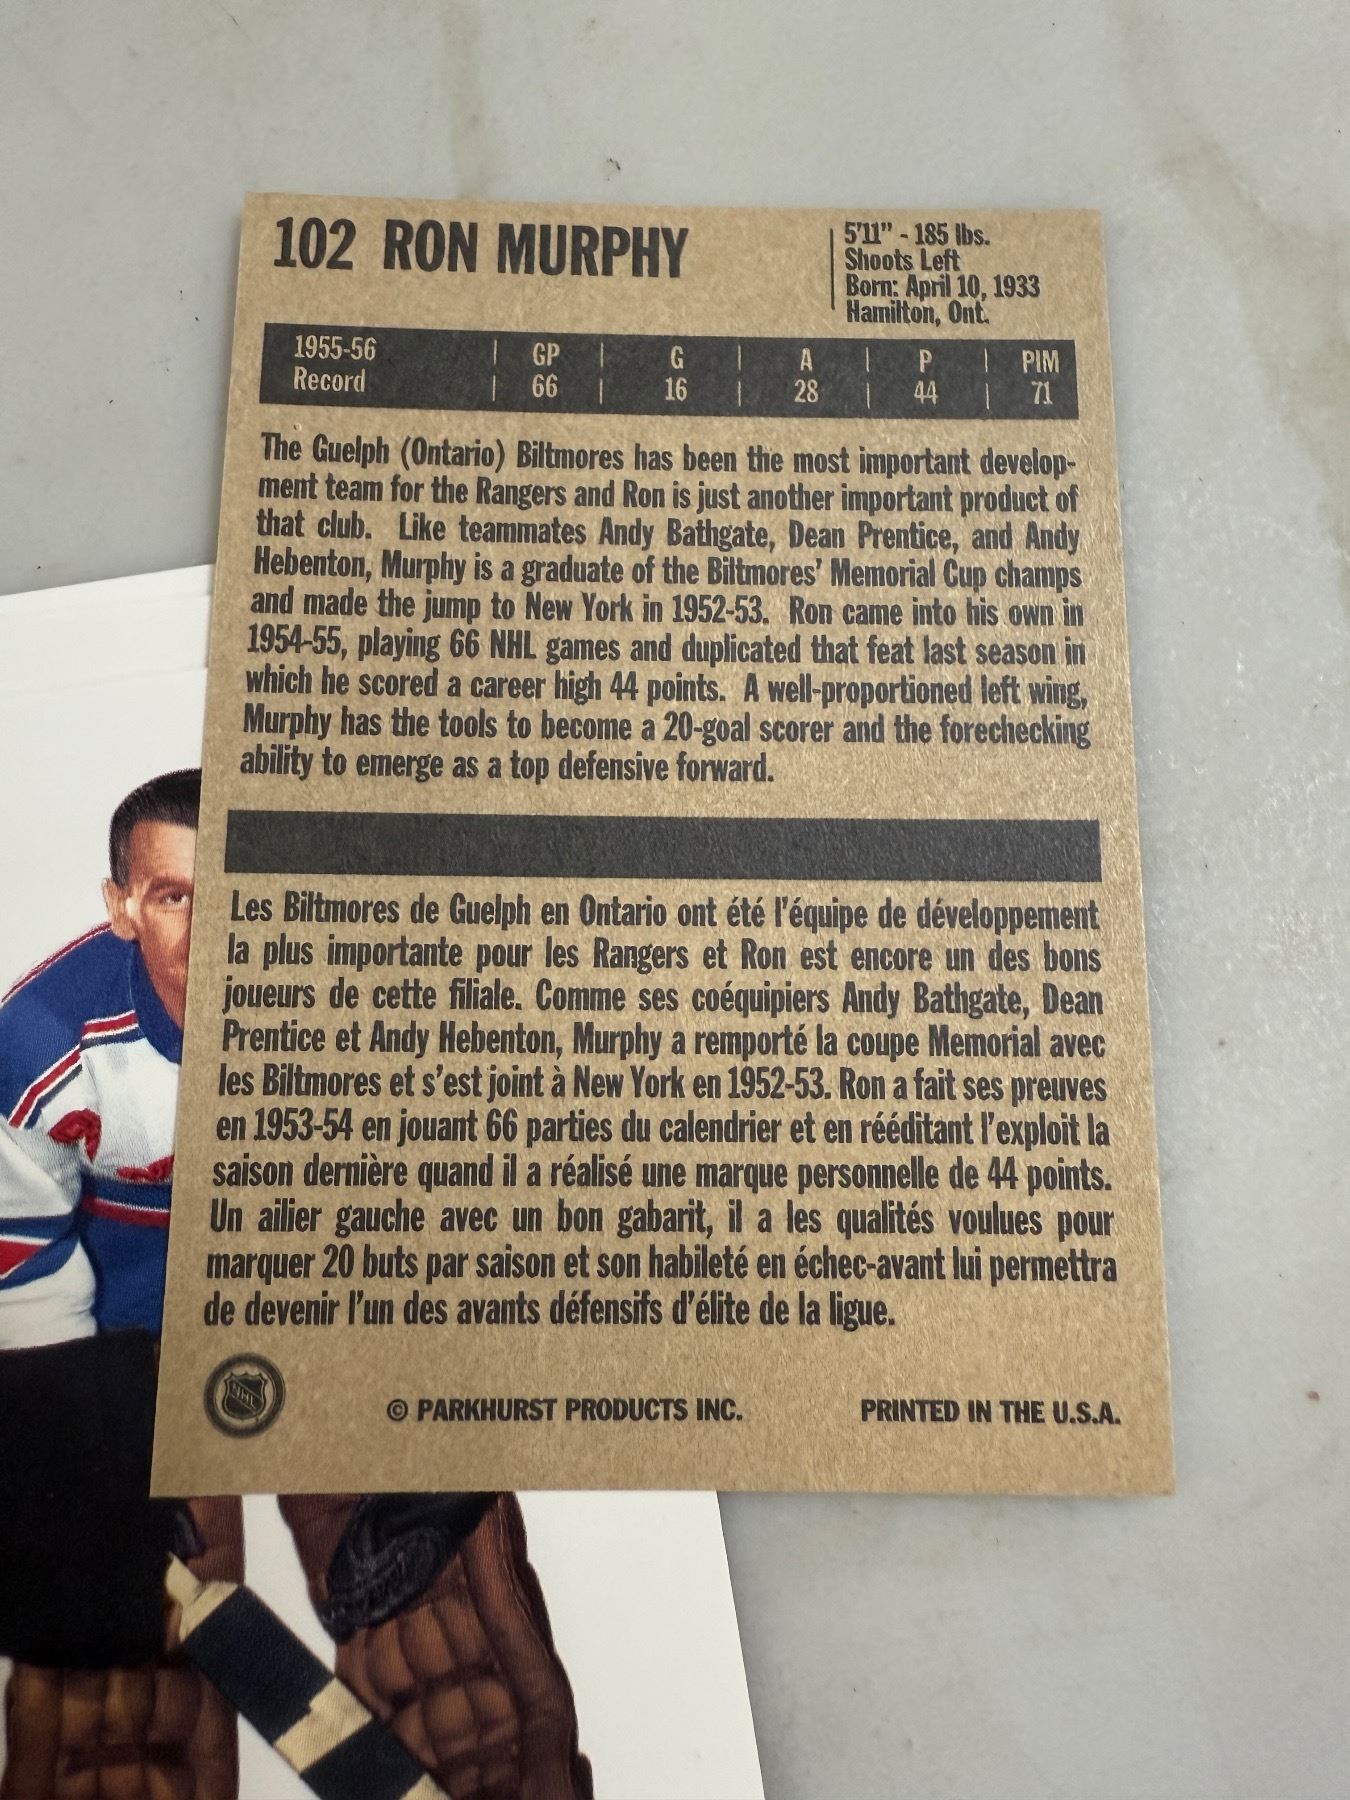 102 RON MURPHY
5'11" - 185 lbs.
Shoots Left
Born: April 10, 1933
Hamilton, Ont.
1955-56 | GP | G | A | P | PIM
Record | 66 | 16 | 28 | 44 | 71
The Guelph (Ontario) Biltmores has been the most important develop-
ment team for the Rangers and Ron is just another important product of
that club. Like teammates Andy Bathgate, Dean Prentice, and Andy
Hebenton, Murphy is a graduate of the Biltmores' Memorial Cup champs
and made the jump to New York in 1952-53. Ron came into his own in
1954-55, playing 66 NHL games and duplicated that feat last season in
which he scored a career high 44 points. A well-proportioned left wing,
Murphy has the tools to become a 20-goal scorer and the forechecking
ability to emerge as a top defensive forward.
Les Biltmores de Guelph en Ontario ont été l'équipe de développement
la plus importante pour les Rangers et Ron est encore un des bons
joueurs de cette filiale. Comme ses coéquipiers Andy Bathgate, Dean
Prentice et Andy Hebenton, Murphy a remporté la coupe Memorial avec
les Biltmores et s'est joint à New York en 1952-53. Ron a fait ses preuves
en 1953-54 en jouant 66 parties du calendrier et en rééditant l'exploit la
saison dernière quand il a réalisé une marque personnelle de 44 points.
Un ailier gauche avec un bon gabarit, il a les qualités voulues pour
marquer 20 buts par saison et son habileté en échec-avant lui permettra
de devenir l'un des avants défensifs d'élite de la ligue.
NHL
© PARKHURST PRODUCTS INC. PRINTED IN THE U.S.A.